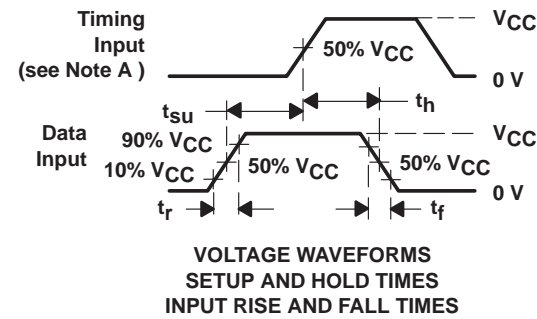 Timing
Input
(see Note A )
VCC
50% VCC
0 V
tsu
th
Data
Input
90% VCC
10% VCC
50% VCC
VCC
50% VCC
0 V
tr
tf
VOLTAGE WAVEFORMS
SETUP AND HOLD TIMES
INPUT RISE AND FALL TIMES